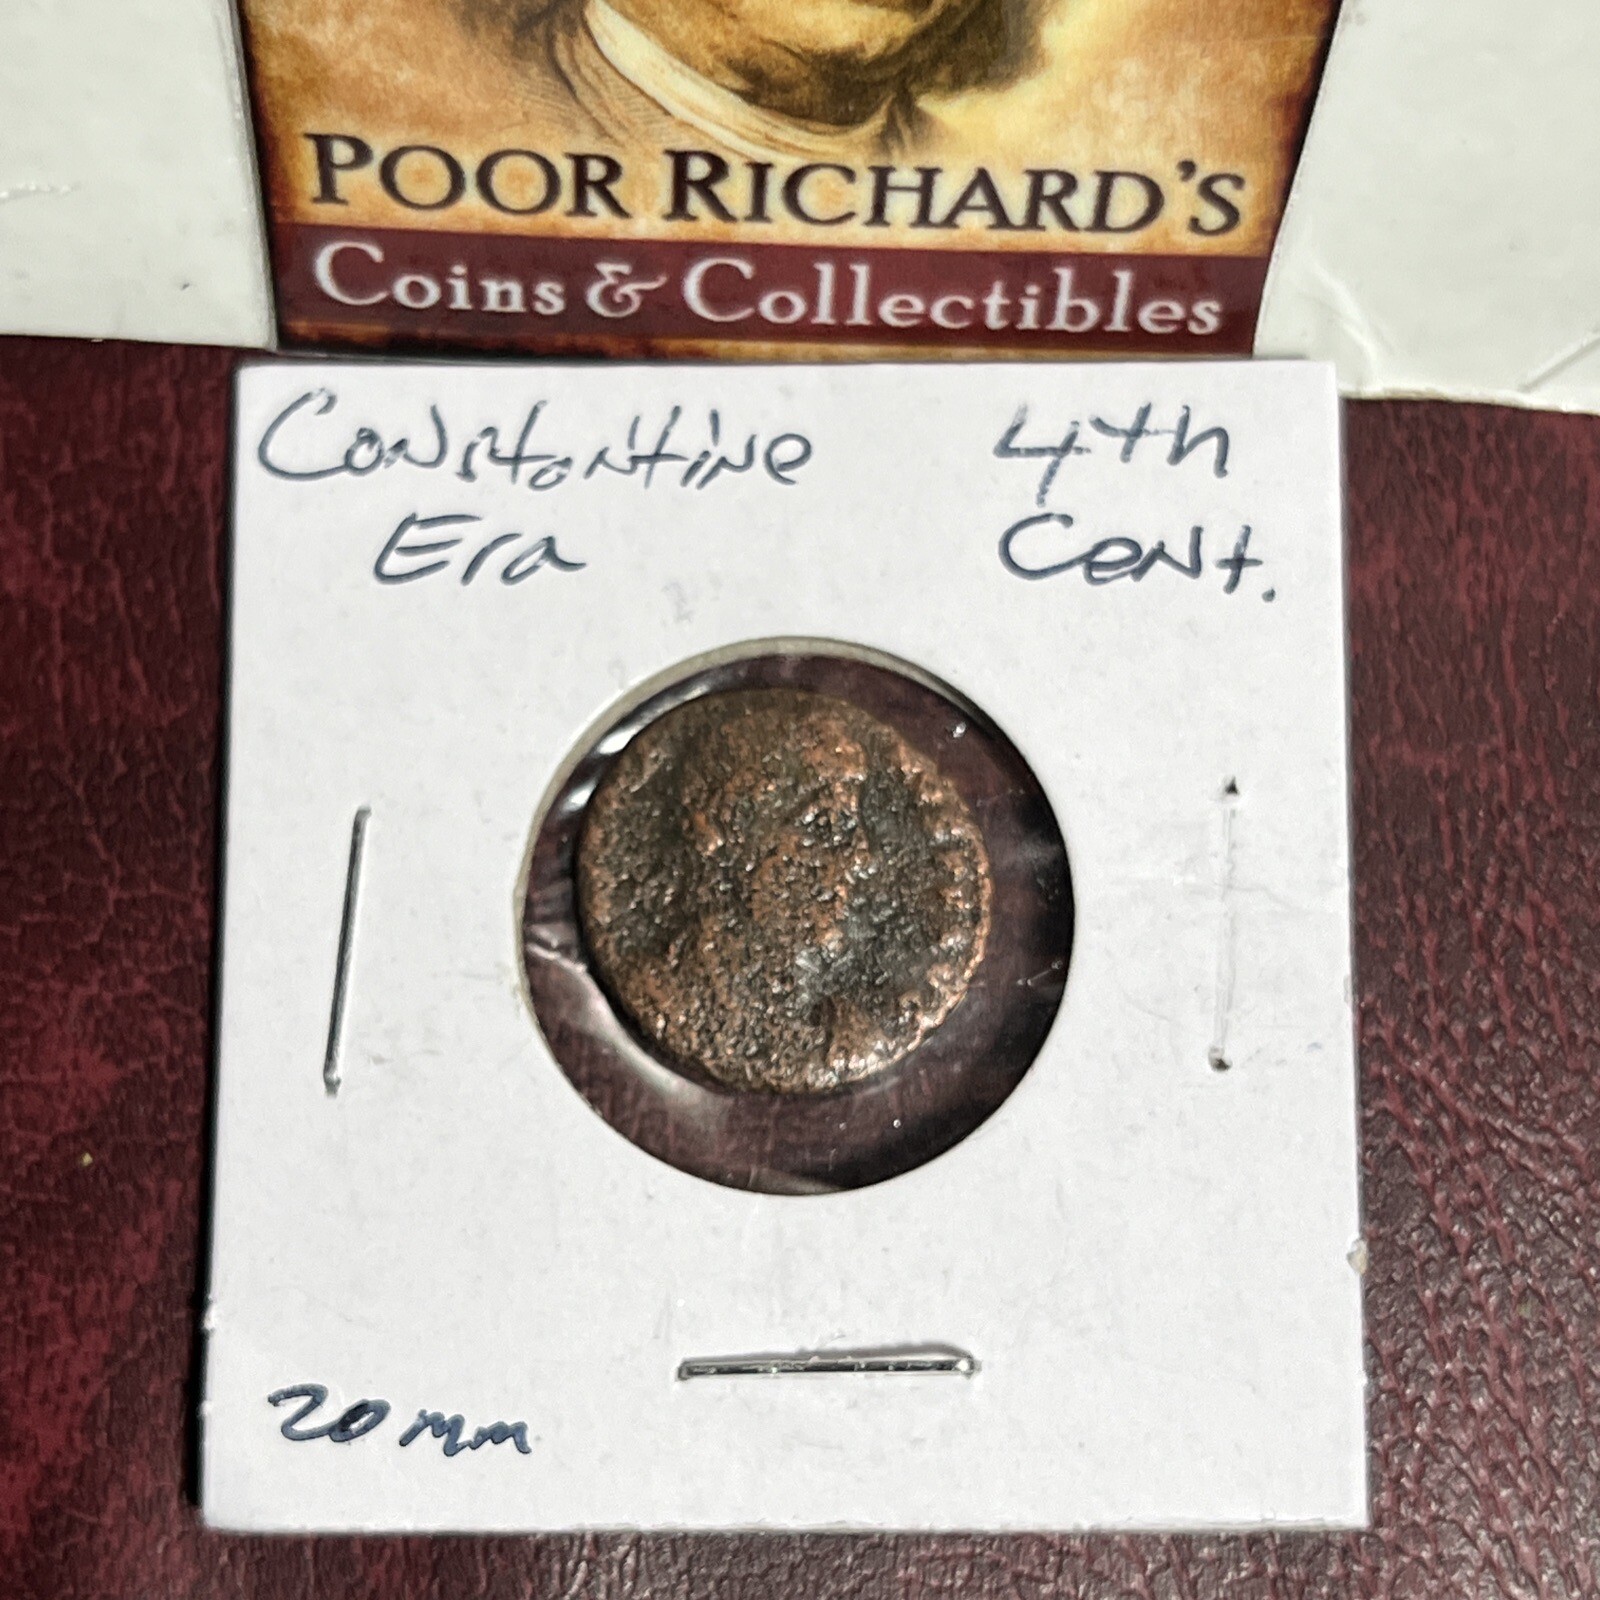 POOR RICHARD'S
Coins & Collectibles
Constantine 4th
Era Cent.
20mm